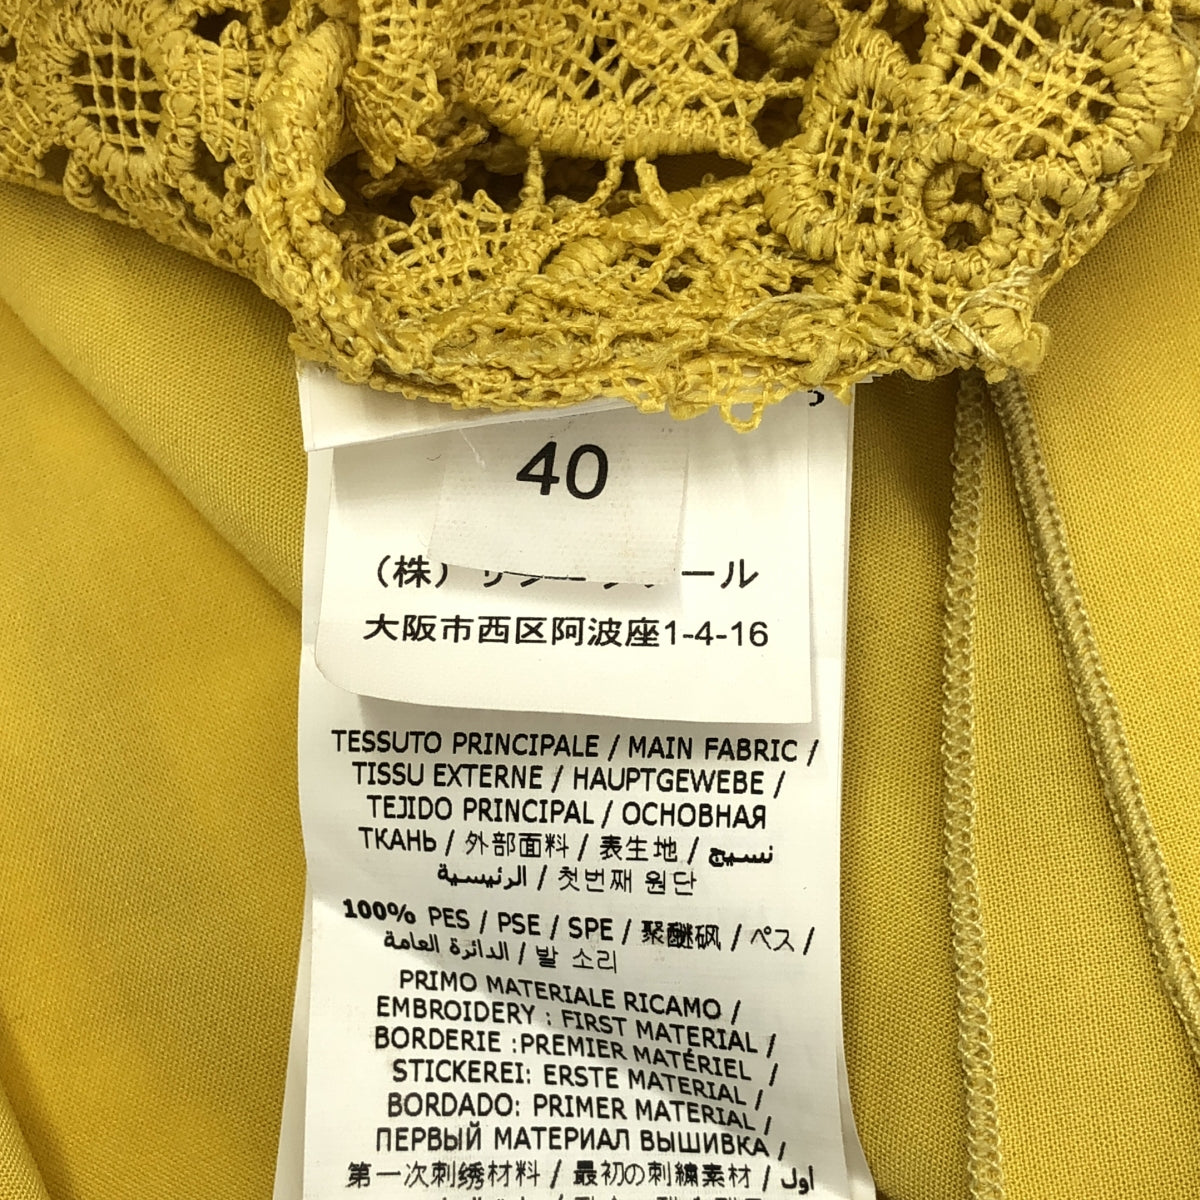 40
(株)
大阪市西区阿波座1-4-16
TESSUTO PRINCIPALE / MAIN FABRIC /
TISSU EXTERNE / HAUPTGEWEBE /
TEJIDO PRINCIPAL / ОСНОВНАЯ
ТКАНЬ / 外部面料 / 表生地 / نسيج
الرئيسية / 첫번째 원단
100% PES / PSE / SPE / 聚醚砜 / ペス /
الدائرة العامة / 발 소리
PRIMO MATERIALE RICAMO /
EMBROIDERY : FIRST MATERIAL /
BORDERIE :PREMIER MATÉRIEL /
STICKEREI: ERSTE MATERIAL /
BORDADO: PRIMER MATERIAL /
ПЕРВЫЙ МАТЕРИАЛ ВЫШИВКА /
第一次刺绣材料 / 最初の刺繍素材 / اول